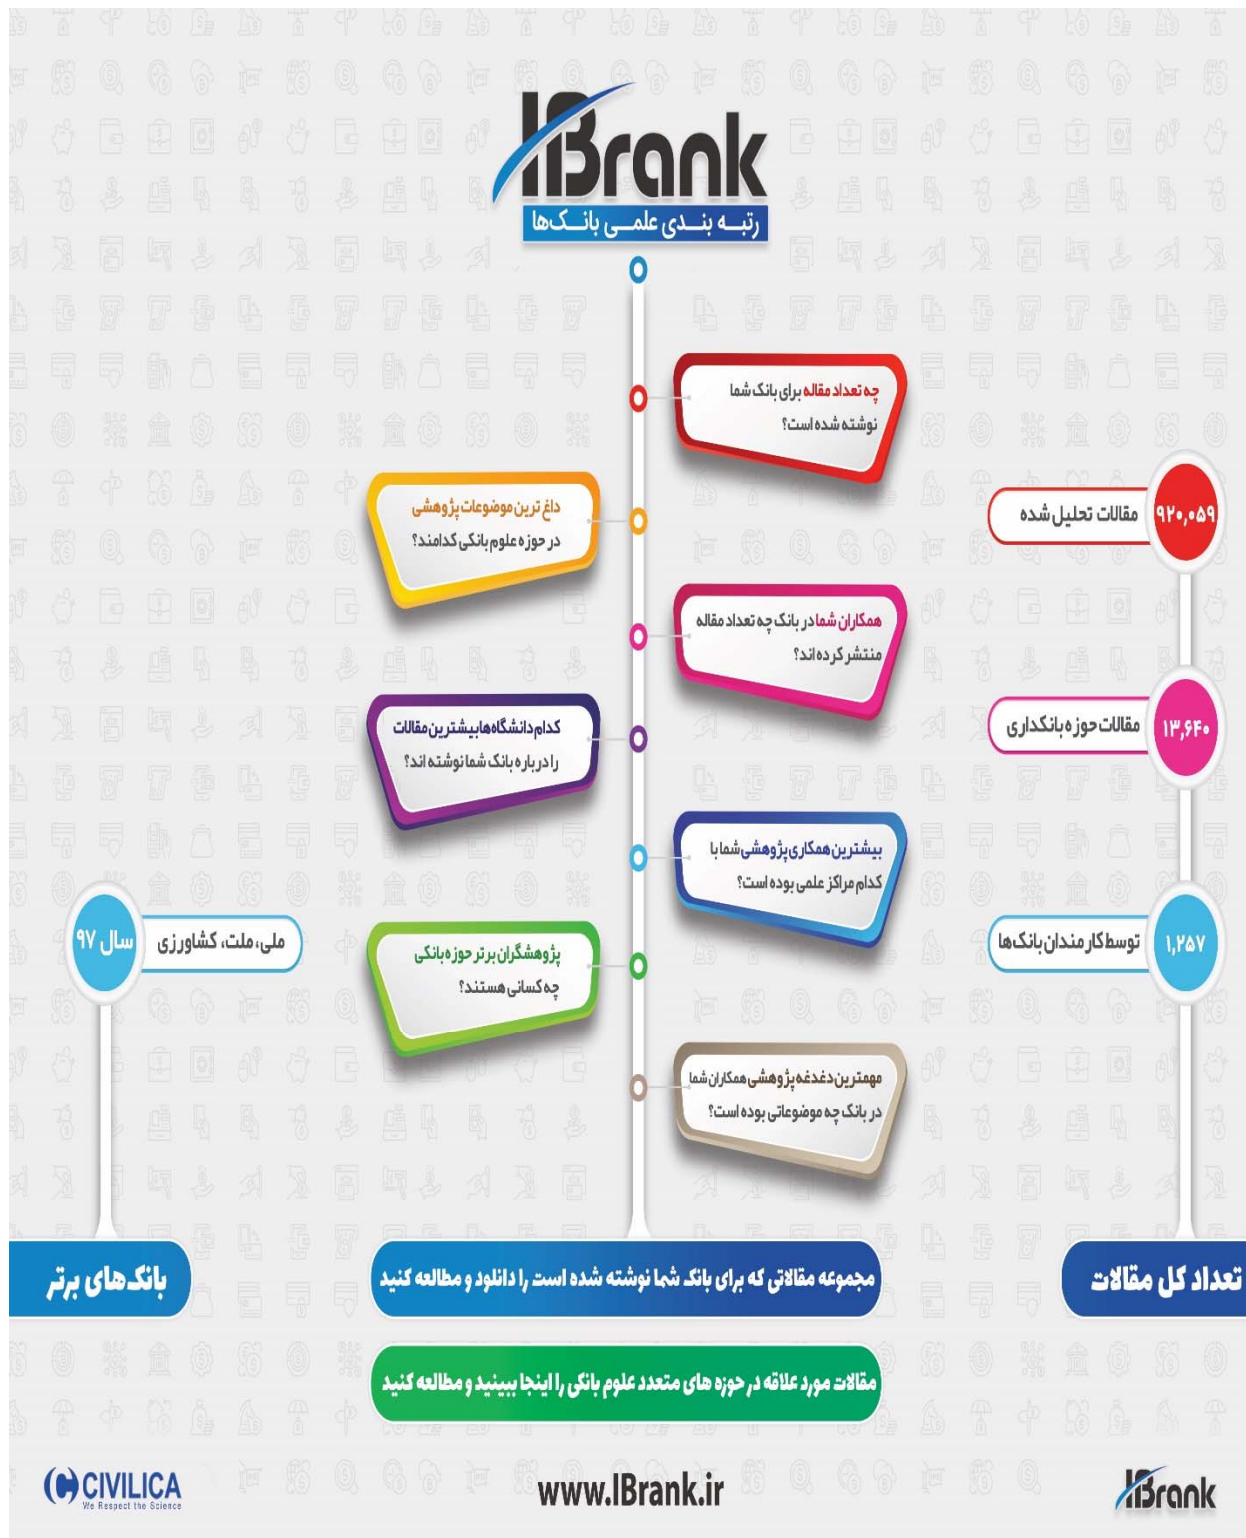 IBrank
رتبه بندی علمی بانک‌ها
چه تعداد مقاله برای بانک شما
نوشته شده است؟
داغ ترین موضوعات پژوهشی
در حوزه علوم بانکی کدامند؟
همکاران شما در بانک چه تعداد مقاله
منتشر کرده اند؟
کدام دانشگاه‌ها بیشترین مقالات
را درباره بانک شما نوشته اند؟
بیشترین همکاری پژوهشی شما با
کدام مراکز علمی بوده است؟
پژوهشگران برتر حوزه بانکی
چه کسانی هستند؟
مهمترین دغدغه پژوهشی همکاران شما
در بانک چه موضوعاتی بوده است؟
۹۲۰,۰۵۹ مقالات تحلیل شده
۱۳,۶۴۰ مقالات حوزه بانکداری
۱,۲۵۷ توسط کارمندان بانک‌ها
تعداد کل مقالات
ملی، ملت، کشاورزی سال ۹۷
بانک‌های برتر
مجموعه مقالاتی که برای بانک شما نوشته شده است را دانلود و مطالعه کنید
مقالات مورد علاقه در حوزه های متعدد علوم بانکی را اینجا ببینید و مطالعه کنید
CIVILICA
We Respect the Science
www.IBrank.ir
IBrank